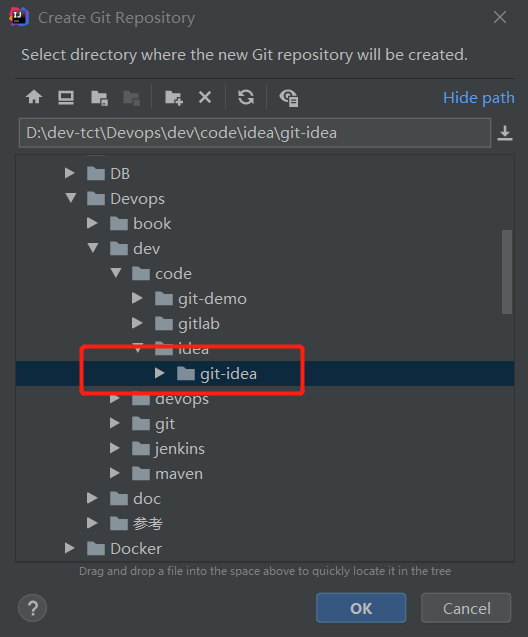 Create Git Repository
Select directory where the new Git repository will be created.
Hide path
D:\dev-tct\Devops\dev\code\idea\git-idea
DB
Devops
book
dev
code
git-demo
gitlab
idea
git-idea
devops
git
jenkins
maven
doc
参考
Docker
Drag and drop a file into the space above to quickly locate it in the tree
?
OK
Cancel